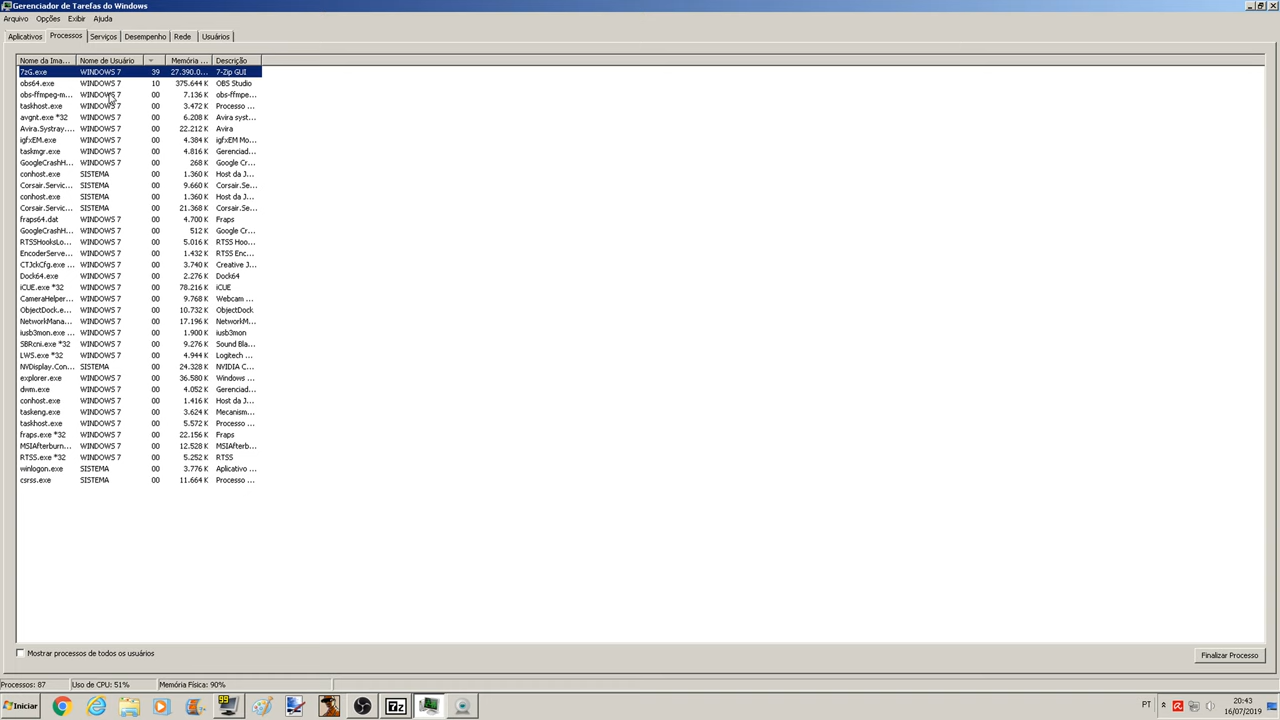 Gerenciador de Tarefas do Windows
Arquivo Opções Exibir Ajuda
Aplicativos Processos Serviços Desempenho Rede Usuários
Nome da Ima... Nome de Usuário Memória ... Descrição
7zG.exe WINDOWS 7 39 27.390.0... 7-Zip GUI
obs64.exe WINDOWS 7 10 375.644 K OBS Studio
obs-ffmpeg-m... WINDOWS 7 00 7.136 K obs-ffmpe...
taskhost.exe WINDOWS 7 00 3.472 K Processo ...
avgnt.exe *32 WINDOWS 7 00 6.208 K Avira syst...
Avira.Systray.... WINDOWS 7 00 22.212 K Avira
igfxEM.exe WINDOWS 7 00 4.384 K igfxEM Mo...
taskmgr.exe WINDOWS 7 00 4.816 K Gerenciad...
GoogleCrashH... WINDOWS 7 00 268 K Google Cr...
conhost.exe SISTEMA 00 1.360 K Host da J...
Corsair.Servic... SISTEMA 00 9.660 K Corsair.Se...
conhost.exe SISTEMA 00 1.360 K Host da J...
Corsair.Servic... SISTEMA 00 21.368 K Corsair.Se...
fraps64.dat WINDOWS 7 00 4.700 K Fraps
GoogleCrashH... WINDOWS 7 00 512 K Google Cr...
RTSSHooksLo... WINDOWS 7 00 5.016 K RTSS Hoo...
EncoderServe... WINDOWS 7 00 1.432 K RTSS Enc...
CTJckCfg.exe ... WINDOWS 7 00 3.740 K Creative J...
Dock64.exe WINDOWS 7 00 2.276 K Dock64
iCUE.exe *32 WINDOWS 7 00 78.216 K iCUE
CameraHelper... WINDOWS 7 00 9.768 K Webcam ...
ObjectDock.e... WINDOWS 7 00 10.732 K ObjectDock
NetworkMana... WINDOWS 7 00 17.196 K NetworkM...
iusb3mon.exe ... WINDOWS 7 00 1.900 K iusb3mon
SBRcni.exe *32 WINDOWS 7 00 9.276 K Sound Bla...
LWS.exe *32 WINDOWS 7 00 4.944 K Logitech ...
NVDisplay.Con... SISTEMA 00 24.328 K NVIDIA C...
explorer.exe WINDOWS 7 00 36.580 K Windows ...
dwm.exe WINDOWS 7 00 4.052 K Gerenciad...
conhost.exe WINDOWS 7 00 1.416 K Host da J...
taskeng.exe WINDOWS 7 00 3.624 K Mecanism...
taskhost.exe WINDOWS 7 00 5.572 K Processo ...
fraps.exe *32 WINDOWS 7 00 22.156 K Fraps
MSIAfterburn... WINDOWS 7 00 12.528 K MSIAfterb...
RTSS.exe *32 WINDOWS 7 00 5.252 K RTSS
winlogon.exe SISTEMA 00 3.776 K Aplicativo ...
csrss.exe SISTEMA 00 11.664 K Processo ...
Mostrar processos de todos os usuários
Finalizar Processo
Processos: 87 Uso de CPU: 51% Memória Física: 90%
Iniciar 7z PT 20:43
16/07/2019